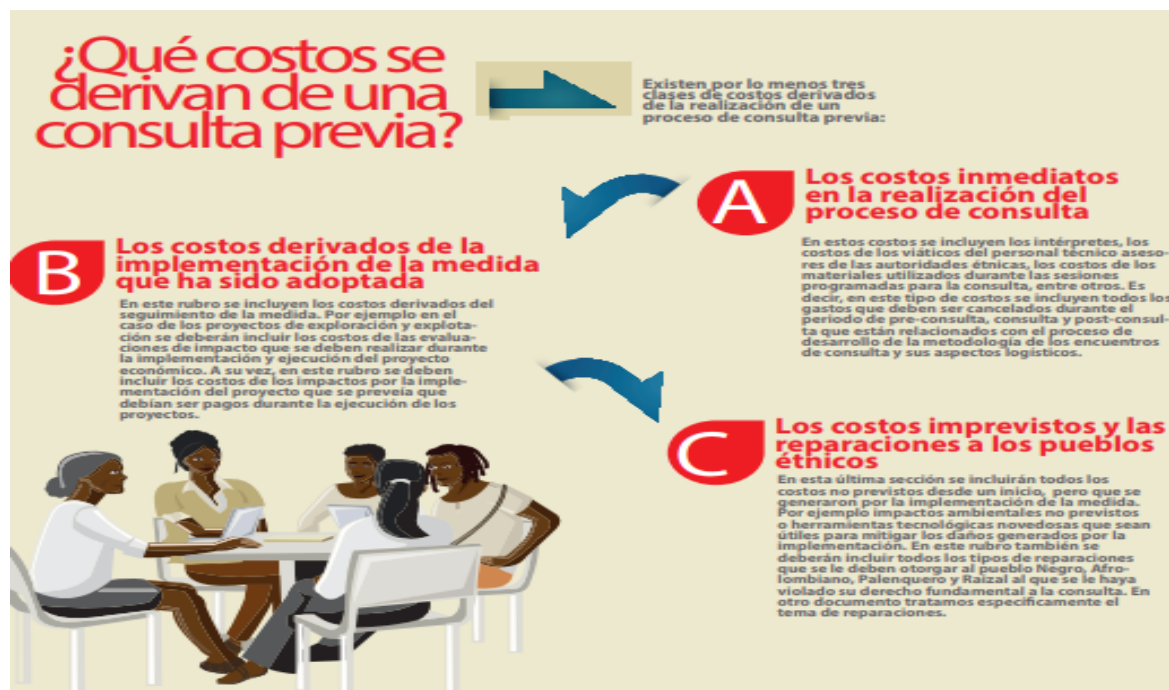 ¿Qué costos se
derivan de una
consulta previa?
Existen por lo menos tres
clases de costos derivados
de la realización de un
proceso de consulta previa:
A
Los costos inmediatos
en la realización del
proceso de consulta
En estos costos se incluyen los intérpretes, los
costos de los viáticos del personal técnico aseso-
res de las autoridades étnicas, los costos de los
materiales utilizados durante las sesiones
programadas para la consulta, entre otros. Es
decir, en este tipo de costos se incluyen todos los
gastos que deben ser cancelados durante el
periodo de pre-consulta, consulta y post-consul-
ta que están relacionados con el proceso de
desarrollo de la metodología de los encuentros
de consulta y sus aspectos logísticos.
B
Los costos derivados de la
implementación de la medida
que ha sido adoptada
En este rubro se incluyen los costos derivados del
seguimiento de la medida. Por ejemplo en el
caso de los proyectos de exploración y explota-
ción se deberán incluir los costos de las evalua-
ciones de impacto que se deben realizar durante
la implementación y ejecución del proyecto
económico. A su vez, en este rubro se deben
incluir los costos de los impactos por la imple-
mentación del proyecto que se preveía que
debían ser pagos durante la ejecución de los
proyectos.
C
Los costos imprevistos y las
reparaciones a los pueblos
étnicos
En esta última sección se incluirán todos los
costos no previstos desde un inicio, pero que se
generaron por la implementación de la medida.
Por ejemplo impactos ambientales no previstos
o herramientas tecnológicas novedosas que sean
útiles para mitigar los daños generados por la
implementación. En este rubro también se
deberán incluir todos los tipos de reparaciones
que se le deben otorgar al pueblo Negro, Afro-
lombiano, Palenquero y Raizal al que se le haya
violado su derecho fundamental a la consulta. En
otro documento tratamos específicamente el
tema de reparaciones.